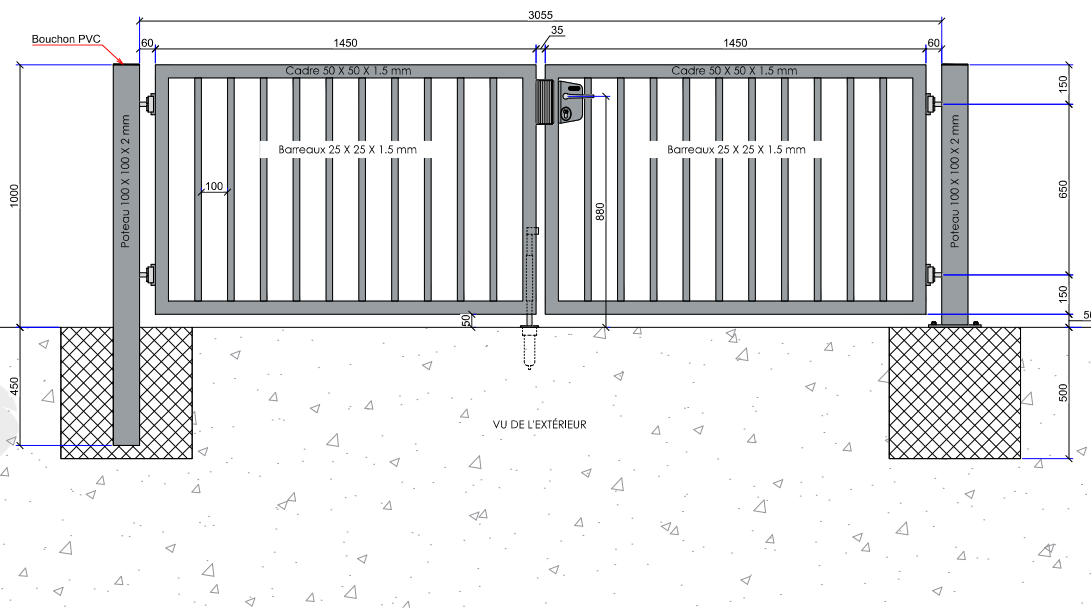 3055
35
Bouchon PVC
60
1450
1450
60
Cadre 50 X 50 X 1.5 mm
Cadre 50 X 50 X 1.5 mm
150
Poteau 100 X 100 X 2 mm
Barreaux 25 X 25 X 1.5 mm
Barreaux 25 X 25 X 1.5 mm
Poteau 100 X 100 X 2 mm
1000
100
650
880
150
50
50
450
500
VU DE L'EXTÉRIEUR